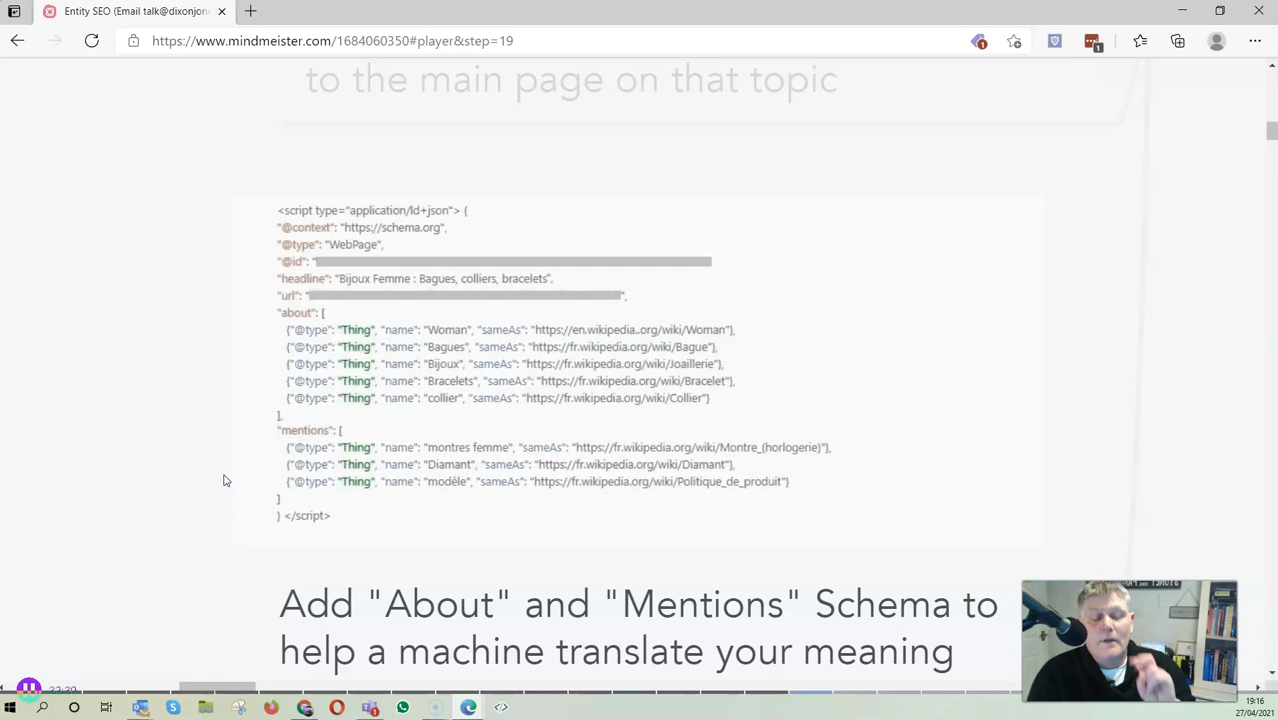 Entity SEO (Email talk@dixonjon
https://www.mindmeister.com/1684060350#player&step=19
1
1
to the main page on that topic
<script type="application/ld+json"> {
"@context": "https://schema.org",
"@type": "WebPage",
"@id": "
"headline": "Bijoux Femme : Bagues, colliers, bracelets",
"url": " ",
"about": [
{"@type": "Thing", "name": "Woman", "sameAs": "https://en.wikipedia..org/wiki/Woman"},
{"@type": "Thing", "name": "Bagues", "sameAs": "https://fr.wikipedia.org/wiki/Bague"},
{"@type": "Thing", "name": "Bijoux", "sameAs": "https://fr.wikipedia.org/wiki/Joaillerie"},
{"@type": "Thing", "name": "Bracelets", "sameAs": "https://fr.wikipedia.org/wiki/Bracelet"},
{"@type": "Thing", "name": "collier", "sameAs": "https://fr.wikipedia.org/wiki/Collier"}
],
"mentions": [
{"@type": "Thing", "name": "montres femme", "sameAs": "https://fr.wikipedia.org/wiki/Montre_(horlogerie)"},
{"@type": "Thing", "name": "Diamant", "sameAs": "https://fr.wikipedia.org/wiki/Diamant"},
{"@type": "Thing", "name": "modèle", "sameAs": "https://fr.wikipedia.org/wiki/Politique_de_produit"}
]
} </script>
Add "About" and "Mentions" Schema to
help a machine translate your meaning
19:16
27/04/2021